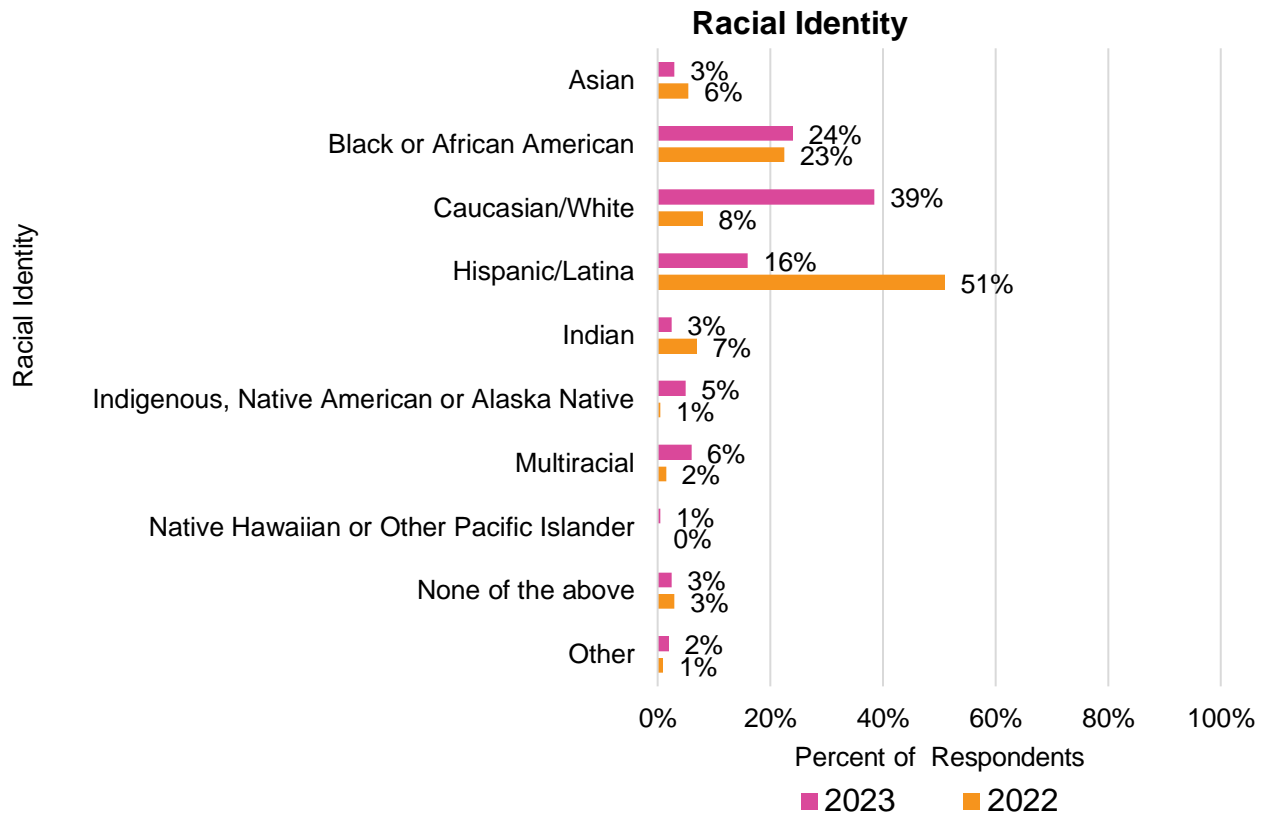 Racial Identity
Racial Identity
Asian
3%
6%
Black or African American
24%
23%
Caucasian/White
39%
8%
Hispanic/Latina
16%
51%
Indian
3%
7%
Indigenous, Native American or Alaska Native
5%
1%
Multiracial
6%
2%
Native Hawaiian or Other Pacific Islander
1%
0%
None of the above
3%
3%
Other
2%
1%
0% 20% 40% 60% 80% 100%
Percent of Respondents
2023 2022